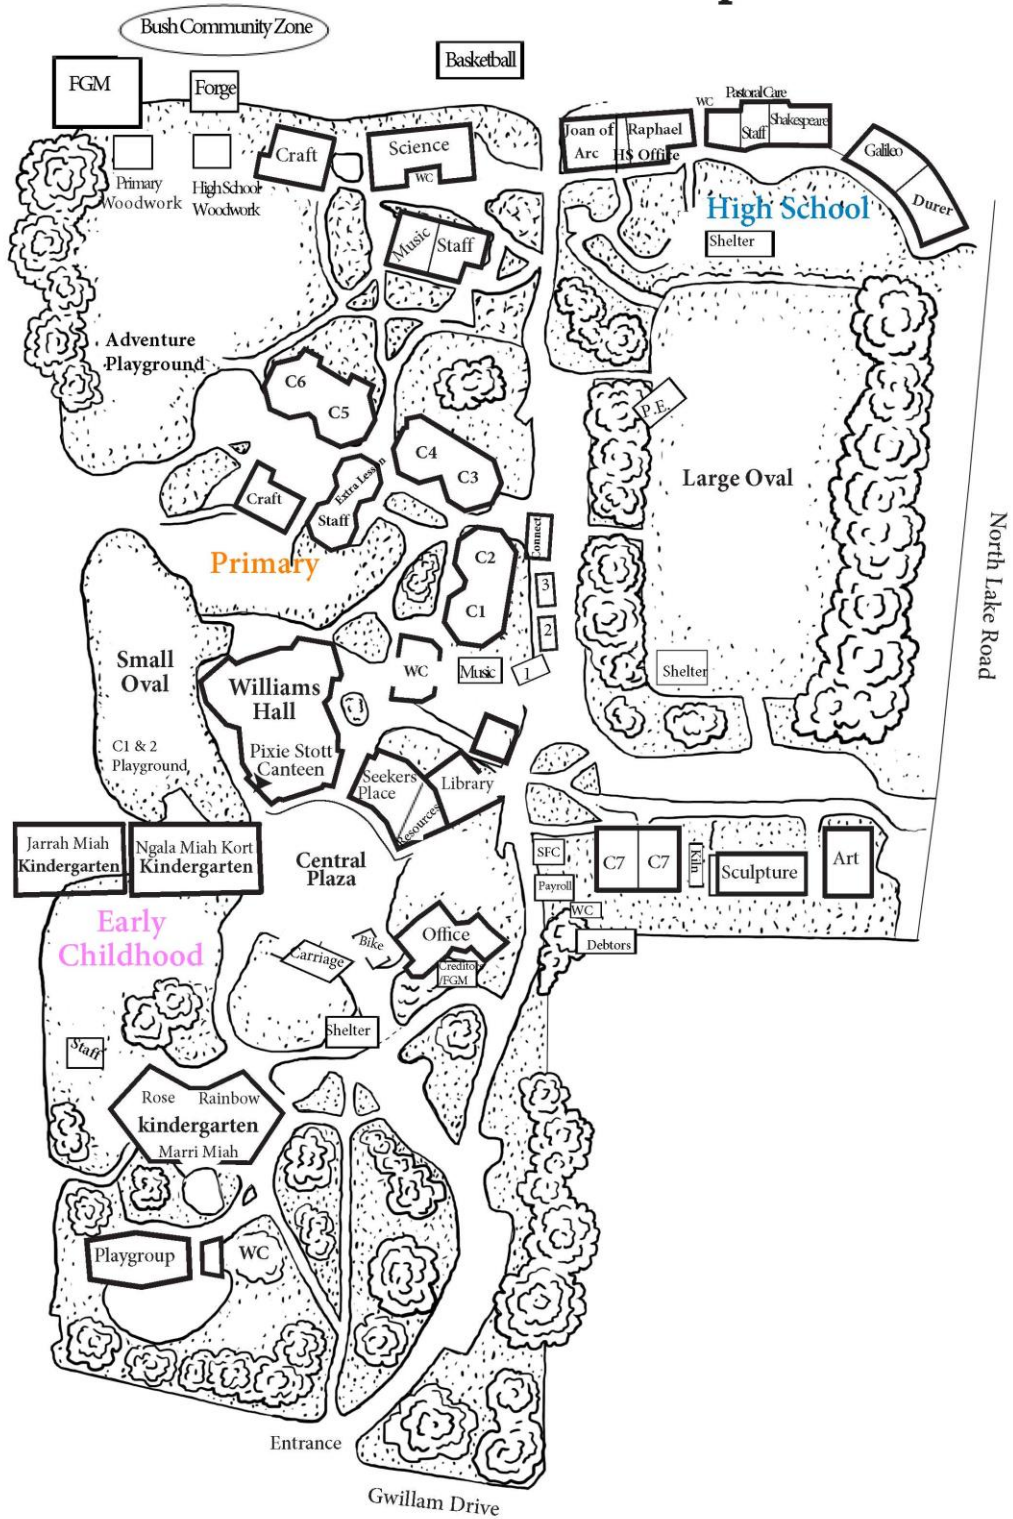 Bush Community Zone
Basketball
FGM
Forge
WC
Pastoral Care
Joan of
Arc
Raphael
HS Office
Staff
Shakespeare
Galileo
Durer
Primary
Woodwork
High School
Woodwork
Craft
Science
WC
High School
Shelter
Music
Staff
Adventure
Playground
C6
C5
P.E.
C4
C3
Large Oval
Craft
Extra Lesson
Staff
Connect
Primary
C2
C1
3
2
1
North Lake Road
Small
Oval
Williams
Hall
WC
Music
Shelter
C1 & 2
Playground
Pixie Stott
Canteen
Seekers
Place
Resources
Library
Jarrah Miah
Kindergarten
Ngala Miah Kort
Kindergarten
Central
Plaza
SFC
C7
C7
Kiln
Sculpture
Art
Payroll
WC
Debtors
Early
Childhood
Carriage
Bike
Office
Creditors
/FGM
Shelter
Staff
Rose
Rainbow
kindergarten
Marri Miah
Playgroup
WC
Entrance
Gwillam Drive